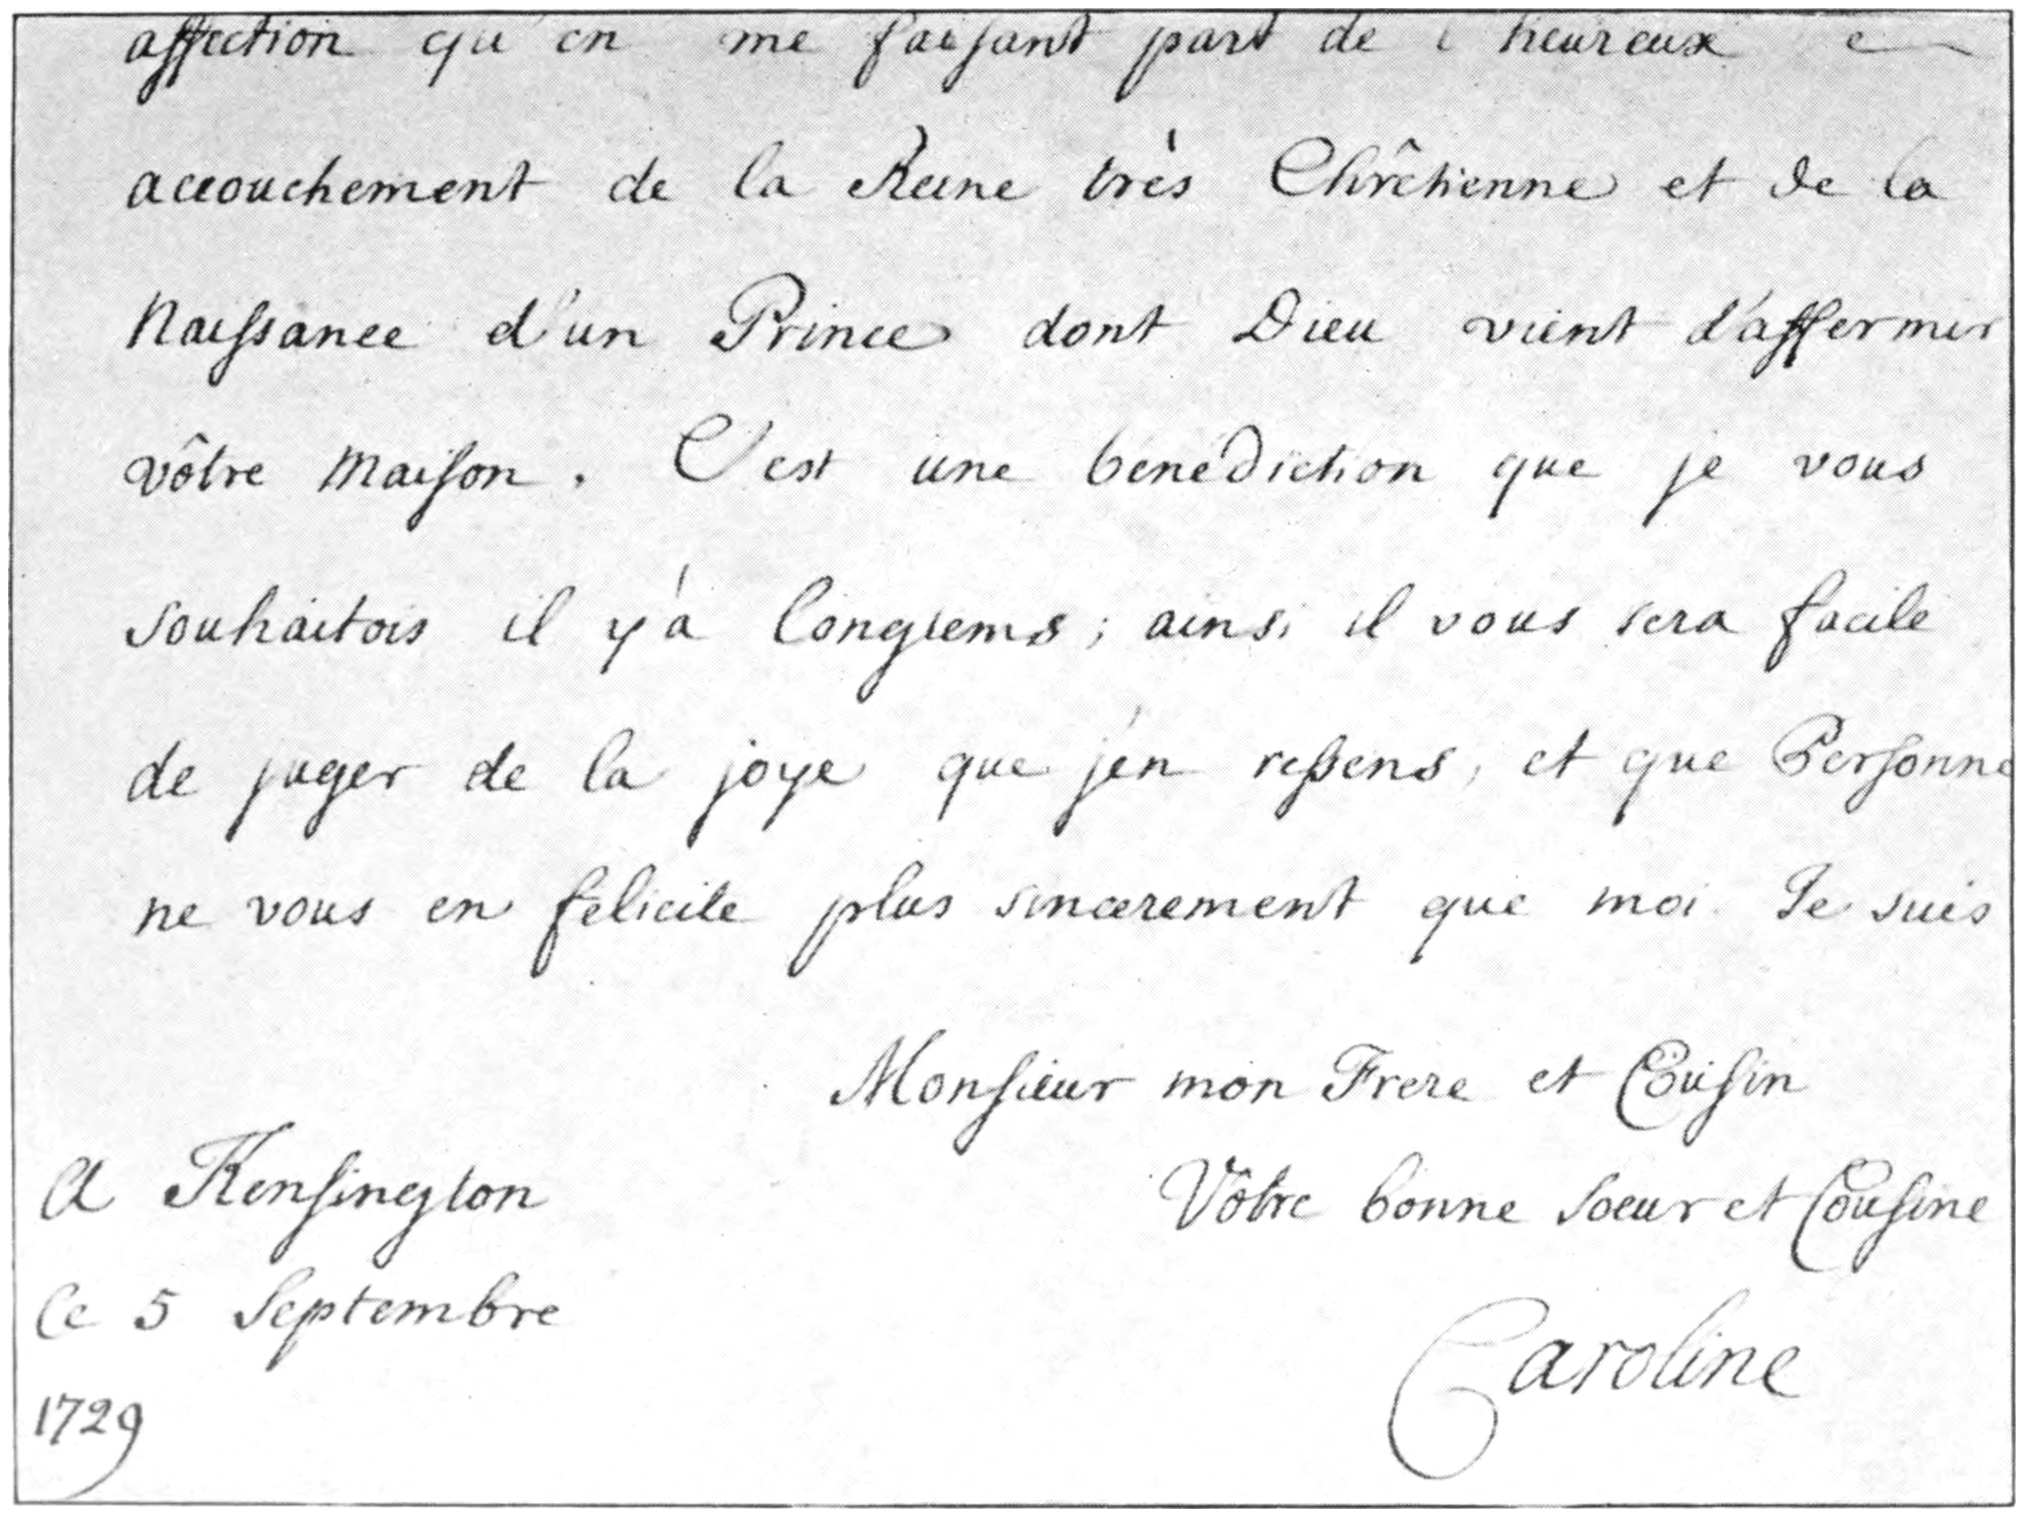 affection qu'en me faisant part de l'heureux
accouchement de la Reine très Chrêtienne et de la
Naissance d'un Prince dont Dieu vient d'affermir
vôtre Maison. C'est une benédiction que je vous
souhaitois il y'a longtems; ainsi il vous sera facile
de juger de la joye que j'en ressens, et que Personne
ne vous en félicite plus sincerement que moi. Je suis
Monsieur mon Frere et Cousin
A Kensington
Vôtre bonne soeur et Cousine
Ce 5 Septembre
Caroline
1729